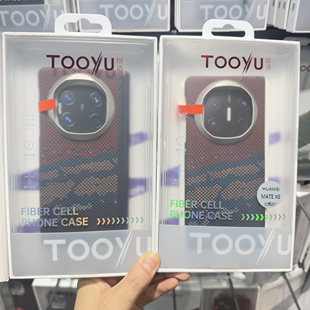 TOOYU
FIBER CELL
PHONE CASE
TOOYU
TOOYU
FIBER CELL
PHONE CASE
HUAWEI
MATE X6
TOOYU